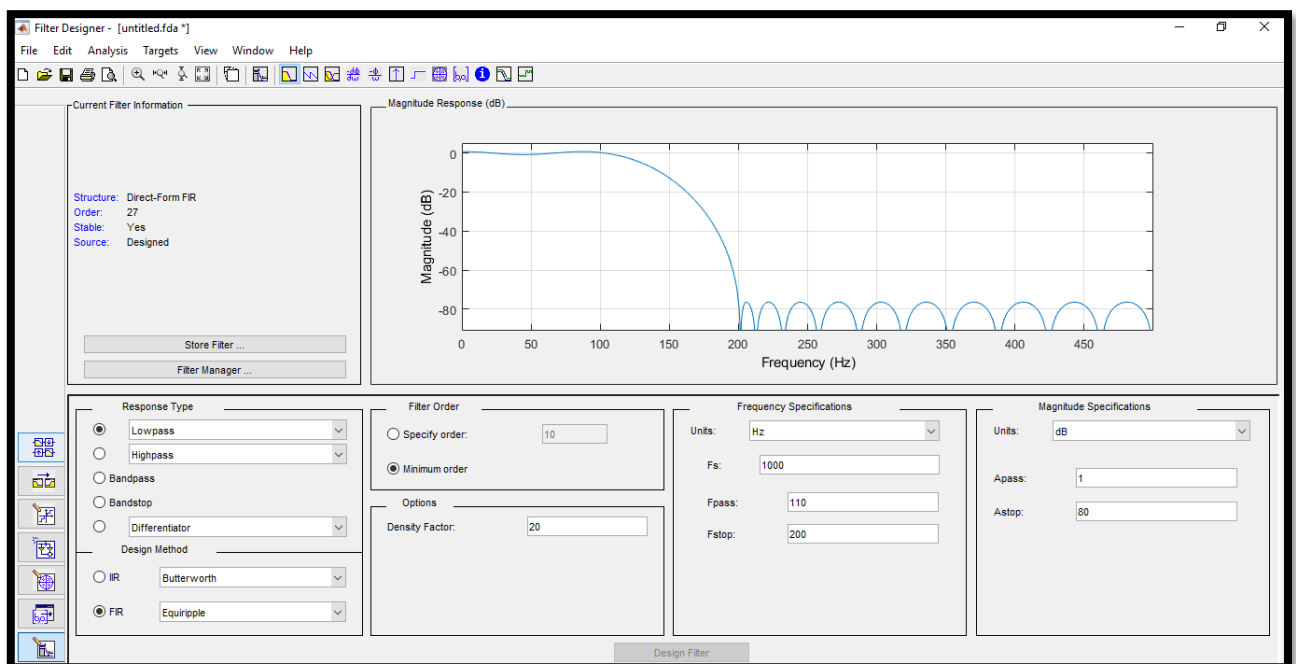 Filter Designer - [untitled.fda *]
File Edit Analysis Targets View Window Help
Current Filter Information
Structure: Direct-Form FIR
Order: 27
Stable: Yes
Source: Designed
Store Filter ...
Filter Manager ...
Magnitude Response (dB)
Magnitude (dB)
0
-20
-40
-60
-80
0 50 100 150 200 250 300 350 400 450
Frequency (Hz)
Response Type
Lowpass
Highpass
Bandpass
Bandstop
Differentiator
Design Method
IIR Butterworth
FIR Equiripple
Filter Order
Specify order: 10
Minimum order
Options
Density Factor: 20
Frequency Specifications
Units: Hz
Fs: 1000
Fpass: 110
Fstop: 200
Magnitude Specifications
Units: dB
Apass: 1
Astop: 80
Design Filter